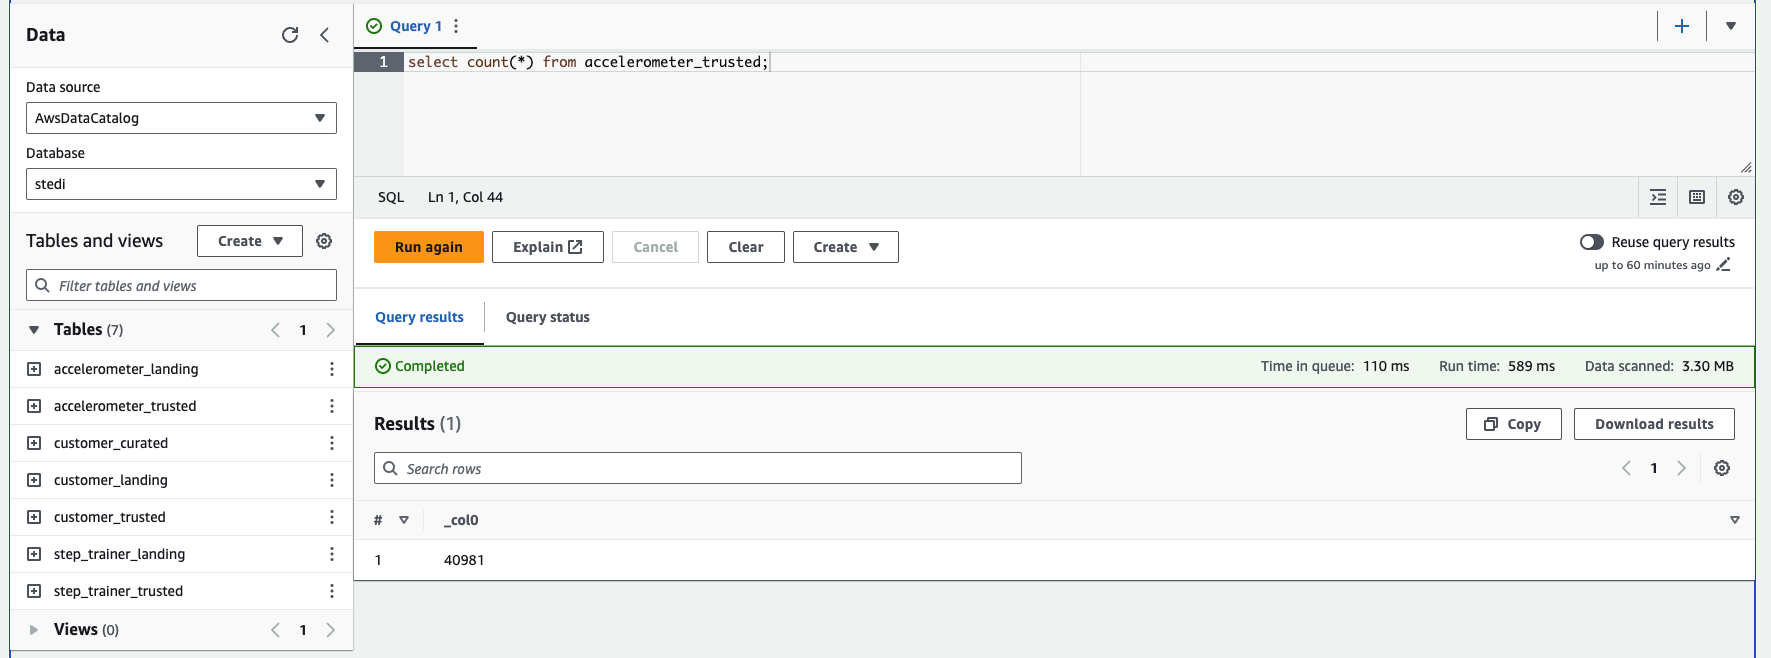 Data
Data source
AwsDataCatalog
Database
stedi
Tables and views
Create
Filter tables and views
Tables (7)
1
accelerometer_landing
accelerometer_trusted
customer_curated
customer_landing
customer_trusted
step_trainer_landing
step_trainer_trusted
Views (0)
1
Query 1
1 select count(*) from accelerometer_trusted;
SQL Ln 1, Col 44
Run again Explain Cancel Clear Create
Reuse query results
up to 60 minutes ago
Query results Query status
Completed Time in queue: 110 ms Run time: 589 ms Data scanned: 3.30 MB
Results (1) Copy Download results
Search rows
1
# _col0
1 40981